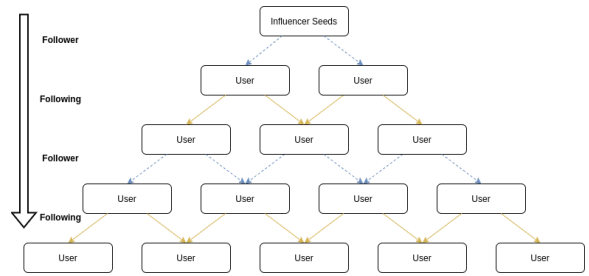 Influencer Seeds
Follower
User User
Following
User User User
Follower
User User User User
Following
User User User User User